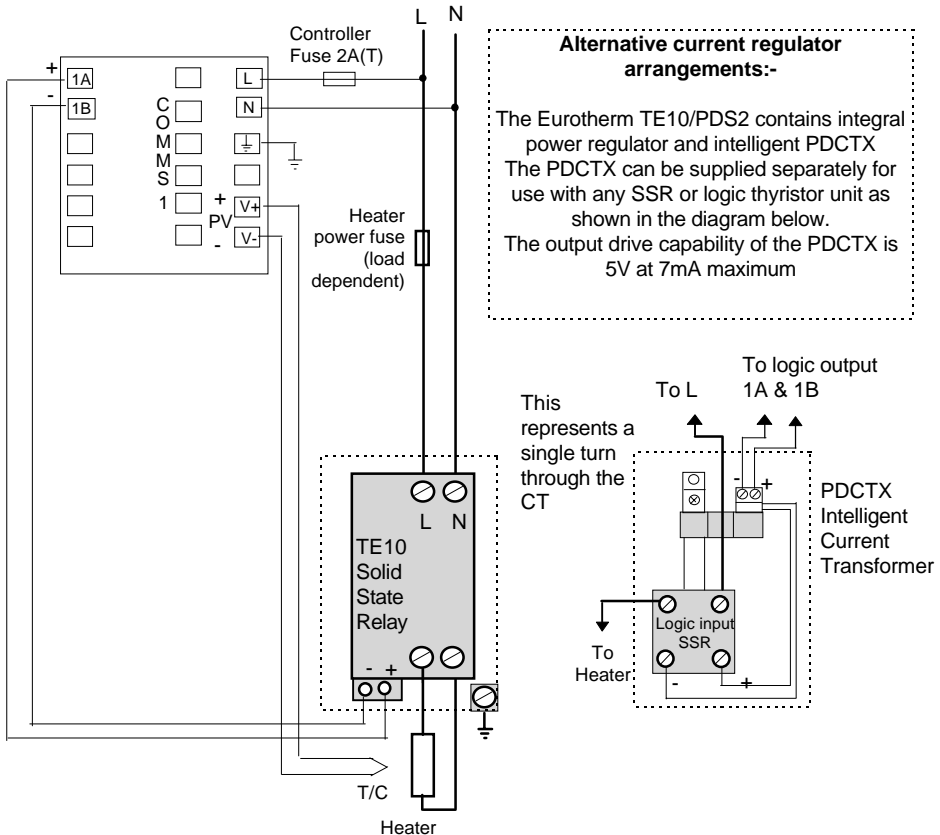 L N
Controller
Fuse 2A(T)
+
1A
-
1B
C
O
M
M
S
1
L
N
+
PV
-
V+
V-
Heater
power fuse
(load
dependent)
Alternative current regulator
arrangements:-
The Eurotherm TE10/PDS2 contains integral
power regulator and intelligent PDCTX
The PDCTX can be supplied separately for
use with any SSR or logic thyristor unit as
shown in the diagram below.
The output drive capability of the PDCTX is
5V at 7mA maximum
L N
TE10
Solid
State
Relay
- +
T/C
Heater
This
represents a
single turn
through the
CT
To L
To logic output
1A & 1B
- +
PDCTX
Intelligent
Current
Transformer
Logic input
SSR
- +
To
Heater